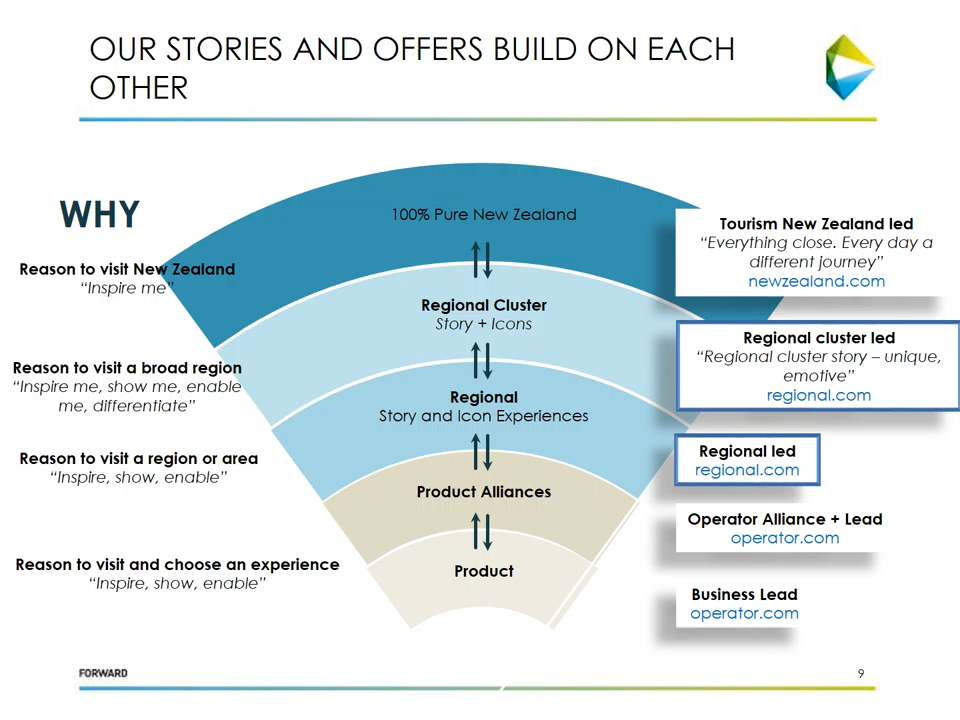 OUR STORIES AND OFFERS BUILD ON EACH
OTHER
WHY
Reason to visit New Zealand
“Inspire me”
Reason to visit a broad region
“Inspire me, show me, enable
me, differentiate”
Reason to visit a region or area
“Inspire, show, enable”
Reason to visit and choose an experience
“Inspire, show, enable”
100% Pure New Zealand
Regional Cluster
Story + Icons
Regional
Story and Icon Experiences
Product Alliances
Product
Tourism New Zealand led
“Everything close. Every day a
different journey”
newzealand.com
Regional cluster led
“Regional cluster story – unique,
emotive”
regional.com
Regional led
regional.com
Operator Alliance + Lead
operator.com
Business Lead
operator.com
FORWARD
9